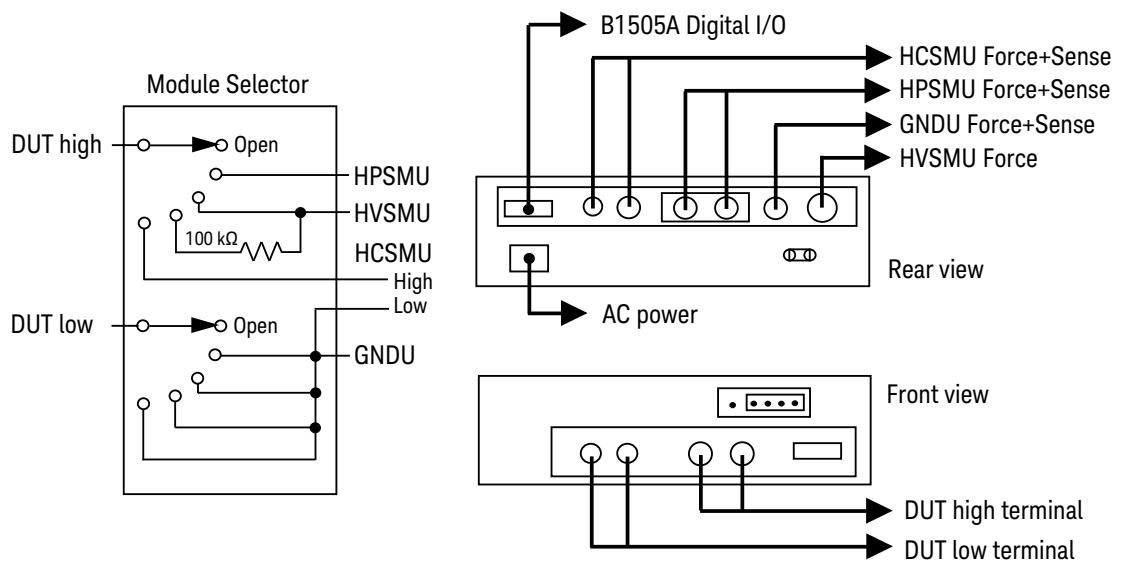 Module Selector
DUT high
Open
HPSMU
HVSMU
100 kΩ
HCSMU
High
Low
DUT low
Open
GNDU
B1505A Digital I/O
HCSMU Force+Sense
HPSMU Force+Sense
GNDU Force+Sense
HVSMU Force
Rear view
AC power
Front view
DUT high terminal
DUT low terminal